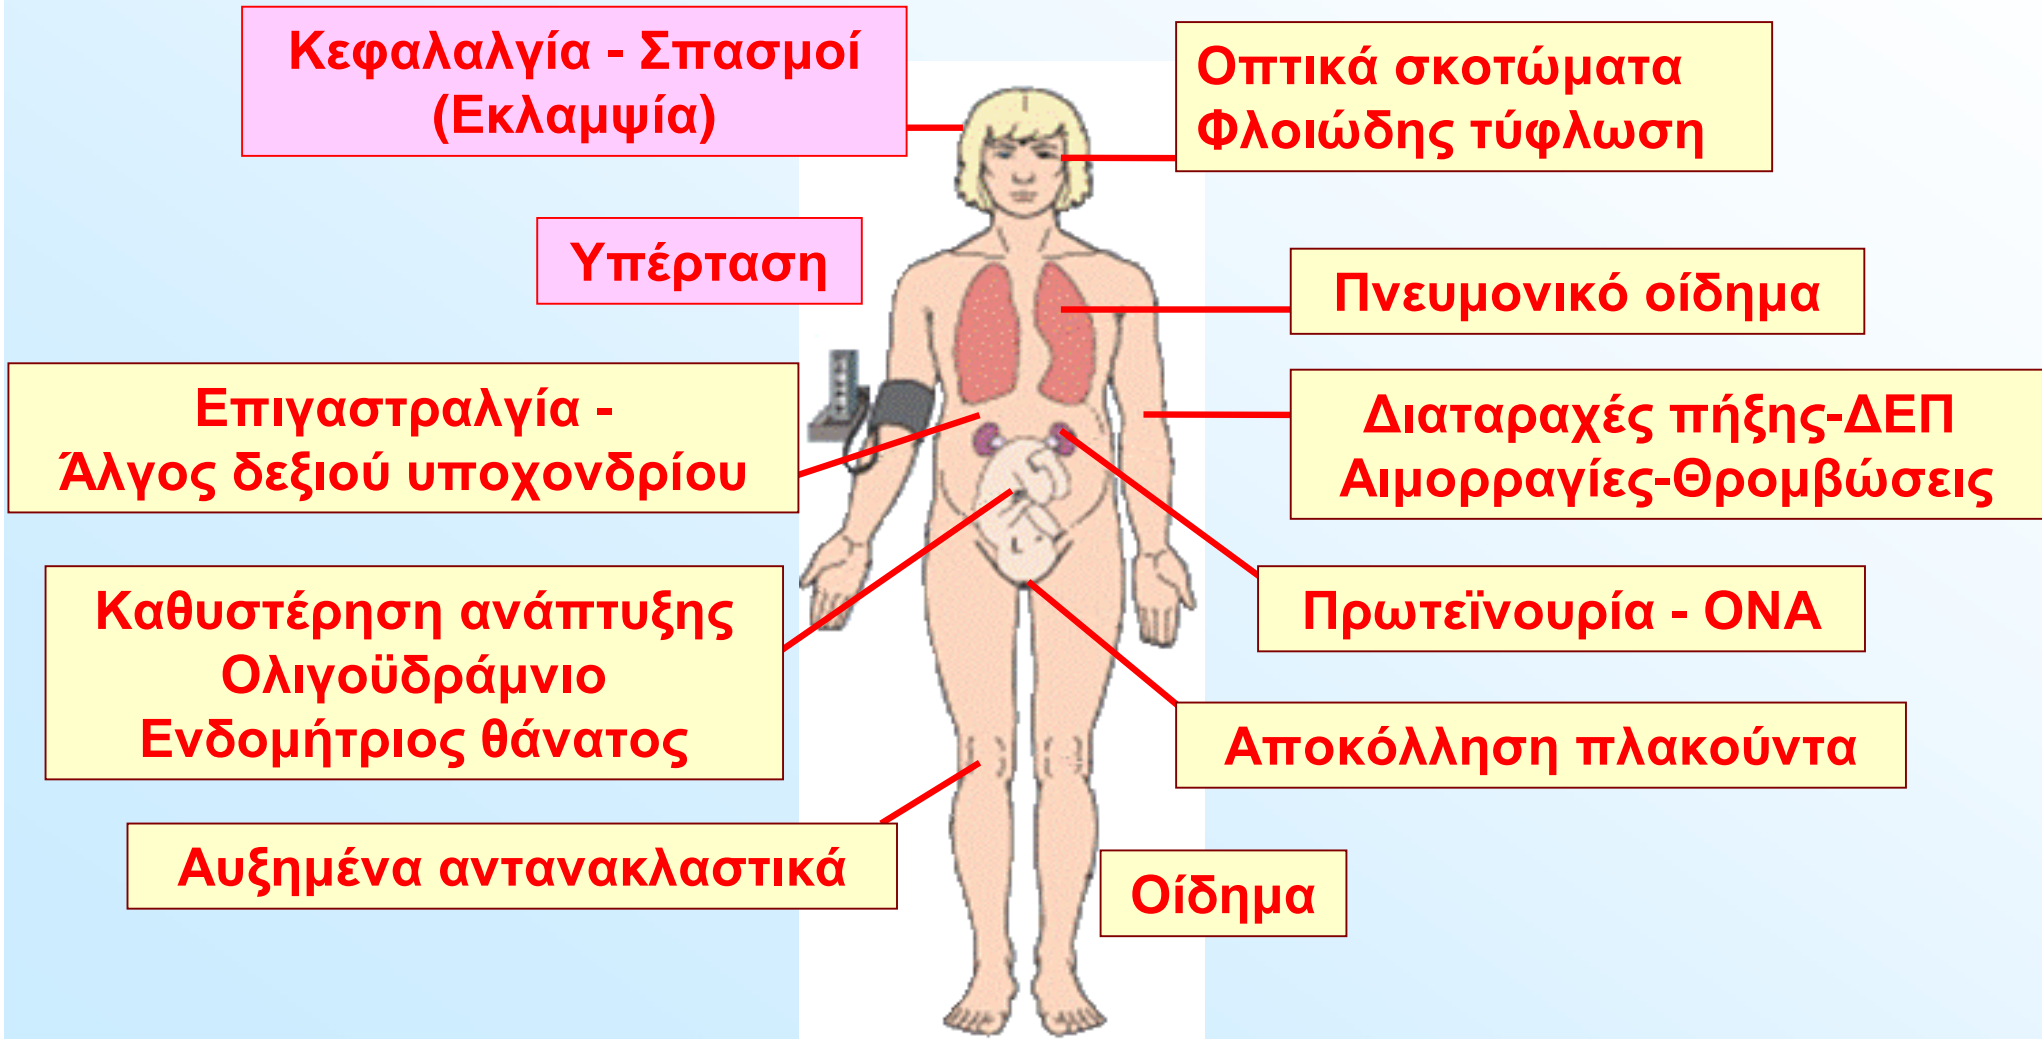 Κεφαλαλγία - Σπασμοί
(Εκλαμψία)
Οπτικά σκοτώματα
Φλοιώδης τύφλωση
Υπέρταση
Πνευμονικό οίδημα
Επιγαστραλγία -
Άλγος δεξιού υποχονδρίου
Διαταραχές πήξης-ΔΕΠ
Αιμορραγίες-Θρομβώσεις
Καθυστέρηση ανάπτυξης
Ολιγοϋδράμνιο
Ενδομήτριος θάνατος
Πρωτεϊνουρία - ΟΝΑ
Αποκόλληση πλακούντα
Αυξημένα αντανακλαστικά
Οίδημα